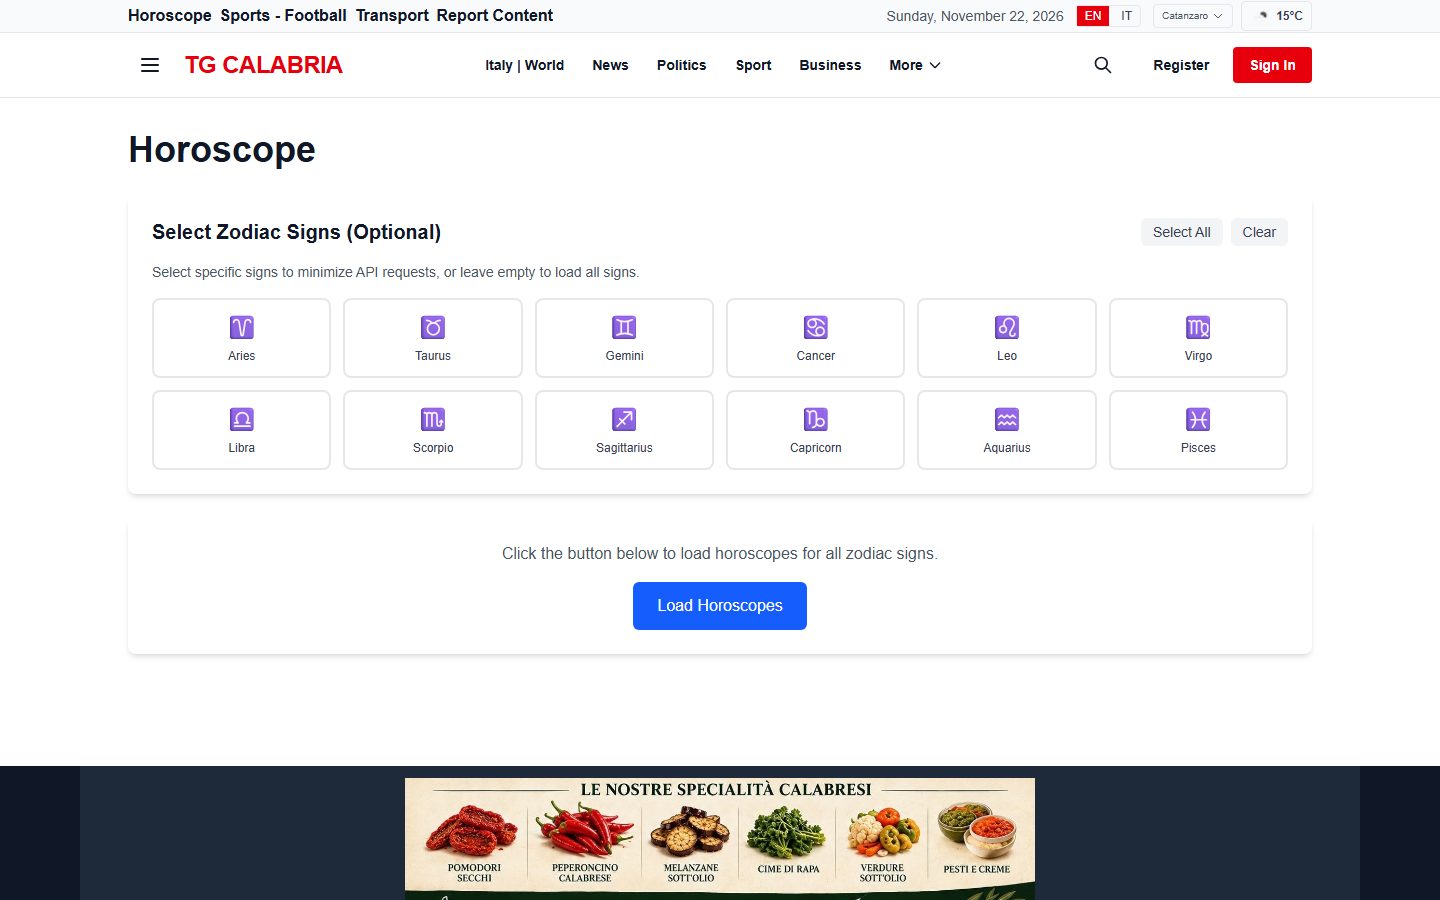 Horoscope Sports - Football Transport Report Content
Sunday, November 22, 2026 EN IT Catanzaro 15°C
TG CALABRIA Italy | World News Politics Sport Business More Register Sign In
Horoscope
Select Zodiac Signs (Optional) Select All Clear
Select specific signs to minimize API requests, or leave empty to load all signs.
Aries Taurus Gemini Cancer Leo Virgo
Libra Scorpio Sagittarius Capricorn Aquarius Pisces
Click the button below to load horoscopes for all zodiac signs.
Load Horoscopes
LE NOSTRE SPECIALITÀ CALABRESI
POMODORI SECCHI
PEPERONCINO CALABRESE
MELANZANE SOTT'OLIO
CIME DI RAPA
VERDURE SOTT'OLIO
PESTI E CREME